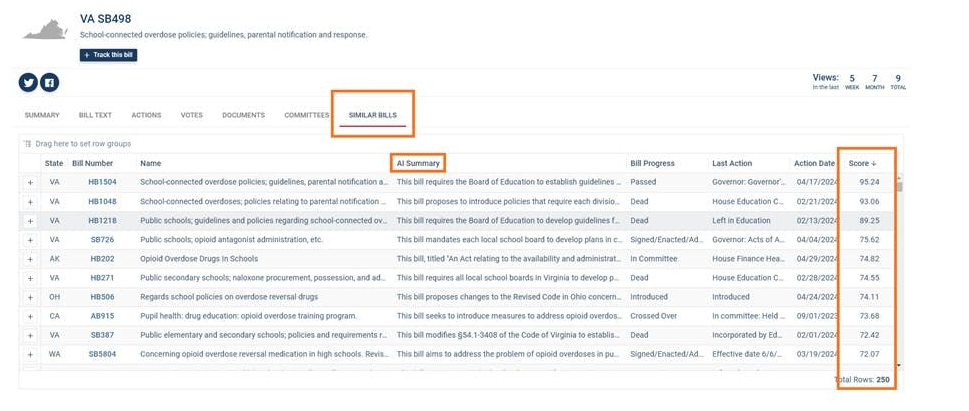 VA SB498
School-connected overdose policies; guidelines, parental notification and response.
+ Track this bill
Views: 5 7 9
In the last WEEK MONTH TOTAL
SUMMARY BILL TEXT ACTIONS VOTES DOCUMENTS COMMITTEES SIMILAR BILLS
Drag here to set row groups
State Bill Number Name AI Summary Bill Progress Last Action Action Date Score ↓
+ VA HB1504 School-connected overdose policies; guidelines, parental notification a... This bill requires the Board of Education to establish guidelines ... Passed Governor: Governor'... 04/17/2024 95.24
+ VA HB1048 School-connected overdoses; policies relating to parental notification ... This bill proposes to introduce policies that require each divisio... Dead House Education C... 02/21/2024 93.06
+ VA HB1218 Public schools; guidelines and policies regarding school-connected ov... This bill requires the Board of Education to develop guidelines f... Dead Left in Education 02/13/2024 89.25
+ VA SB726 Public schools; opioid antagonist administration, etc. This bill mandates each local school board to develop plans in c... Signed/Enacted/Ad... Governor: Acts of A... 04/04/2024 75.62
+ AK HB202 Opioid Overdose Drugs In Schools This bill, titled "An Act relating to the availability and administrat... In Committee House Finance Hea... 04/29/2024 74.82
+ VA HB271 Public secondary schools; naloxone procurement, possession, and ad... This bill requires all local school boards in Virginia to develop p... Dead House Education C... 02/28/2024 74.55
+ OH HB506 Regards school policies on overdose reversal drugs This bill proposes changes to the Revised Code in Ohio concern... Introduced Introduced 04/24/2024 74.11
+ CA AB915 Pupil health: drug education: opioid overdose training program. This bill seeks to introduce measures to address opioid overdos... Crossed Over In committee: Held ... 09/01/2023 73.68
+ VA SB387 Public elementary and secondary schools; policies and requirements r... This bill modifies §54.1-3408 of the Code of Virginia to establis... Dead Incorporated by Ed... 02/01/2024 72.42
+ WA SB5804 Concerning opioid overdose reversal medication in high schools. Revis... This bill aims to address the problem of opioid overdoses in pu... Signed/Enacted/Ad... Effective date 6/6/... 03/19/2024 72.07
Total Rows: 250